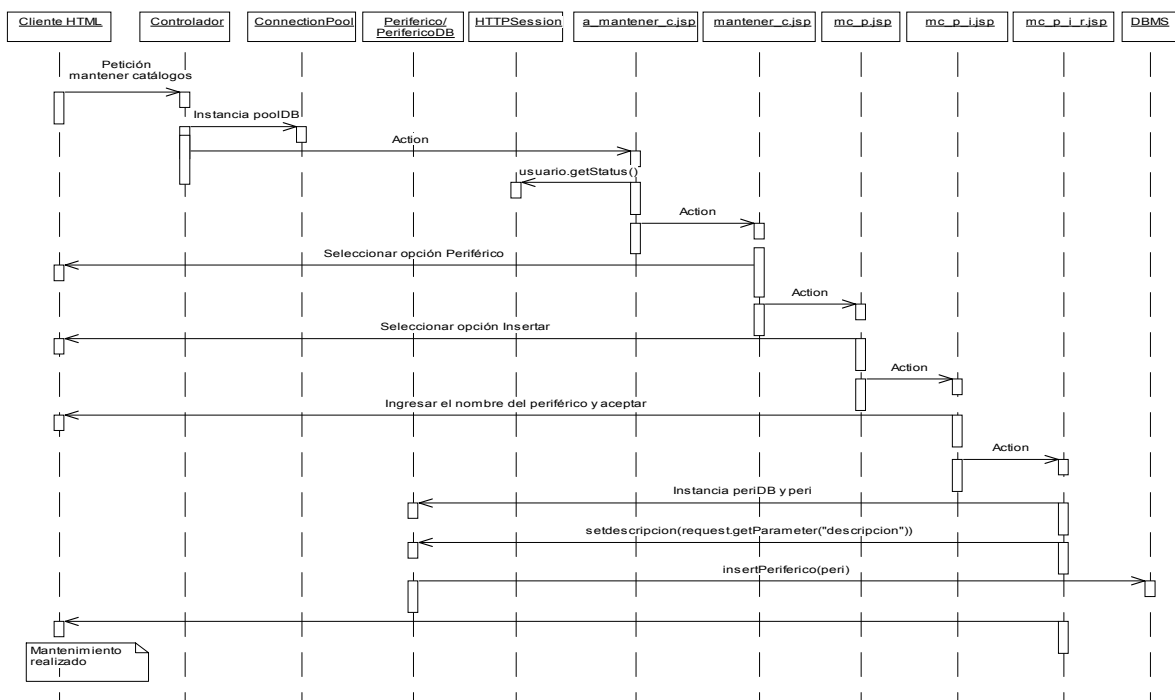 Cliente HTML
Controlador
ConnectionPool
Periferico/
PerifericoDB
HTTPSession
a_mantener_c.jsp
mantener_c.jsp
mc_p.jsp
mc_p_i.jsp
mc_p_i_r.jsp
DBMS
Petición
mantener catálogos
Instancia poolDB
Action
usuario.getStatus()
Action
Seleccionar opción Periférico
Action
Seleccionar opción Insertar
Action
Ingresar el nombre del periférico y aceptar
Action
Instancia periDB y peri
setdescripcion(request.getParameter("descripcion"))
insertPeriferico(peri)
Mantenimiento
realizado